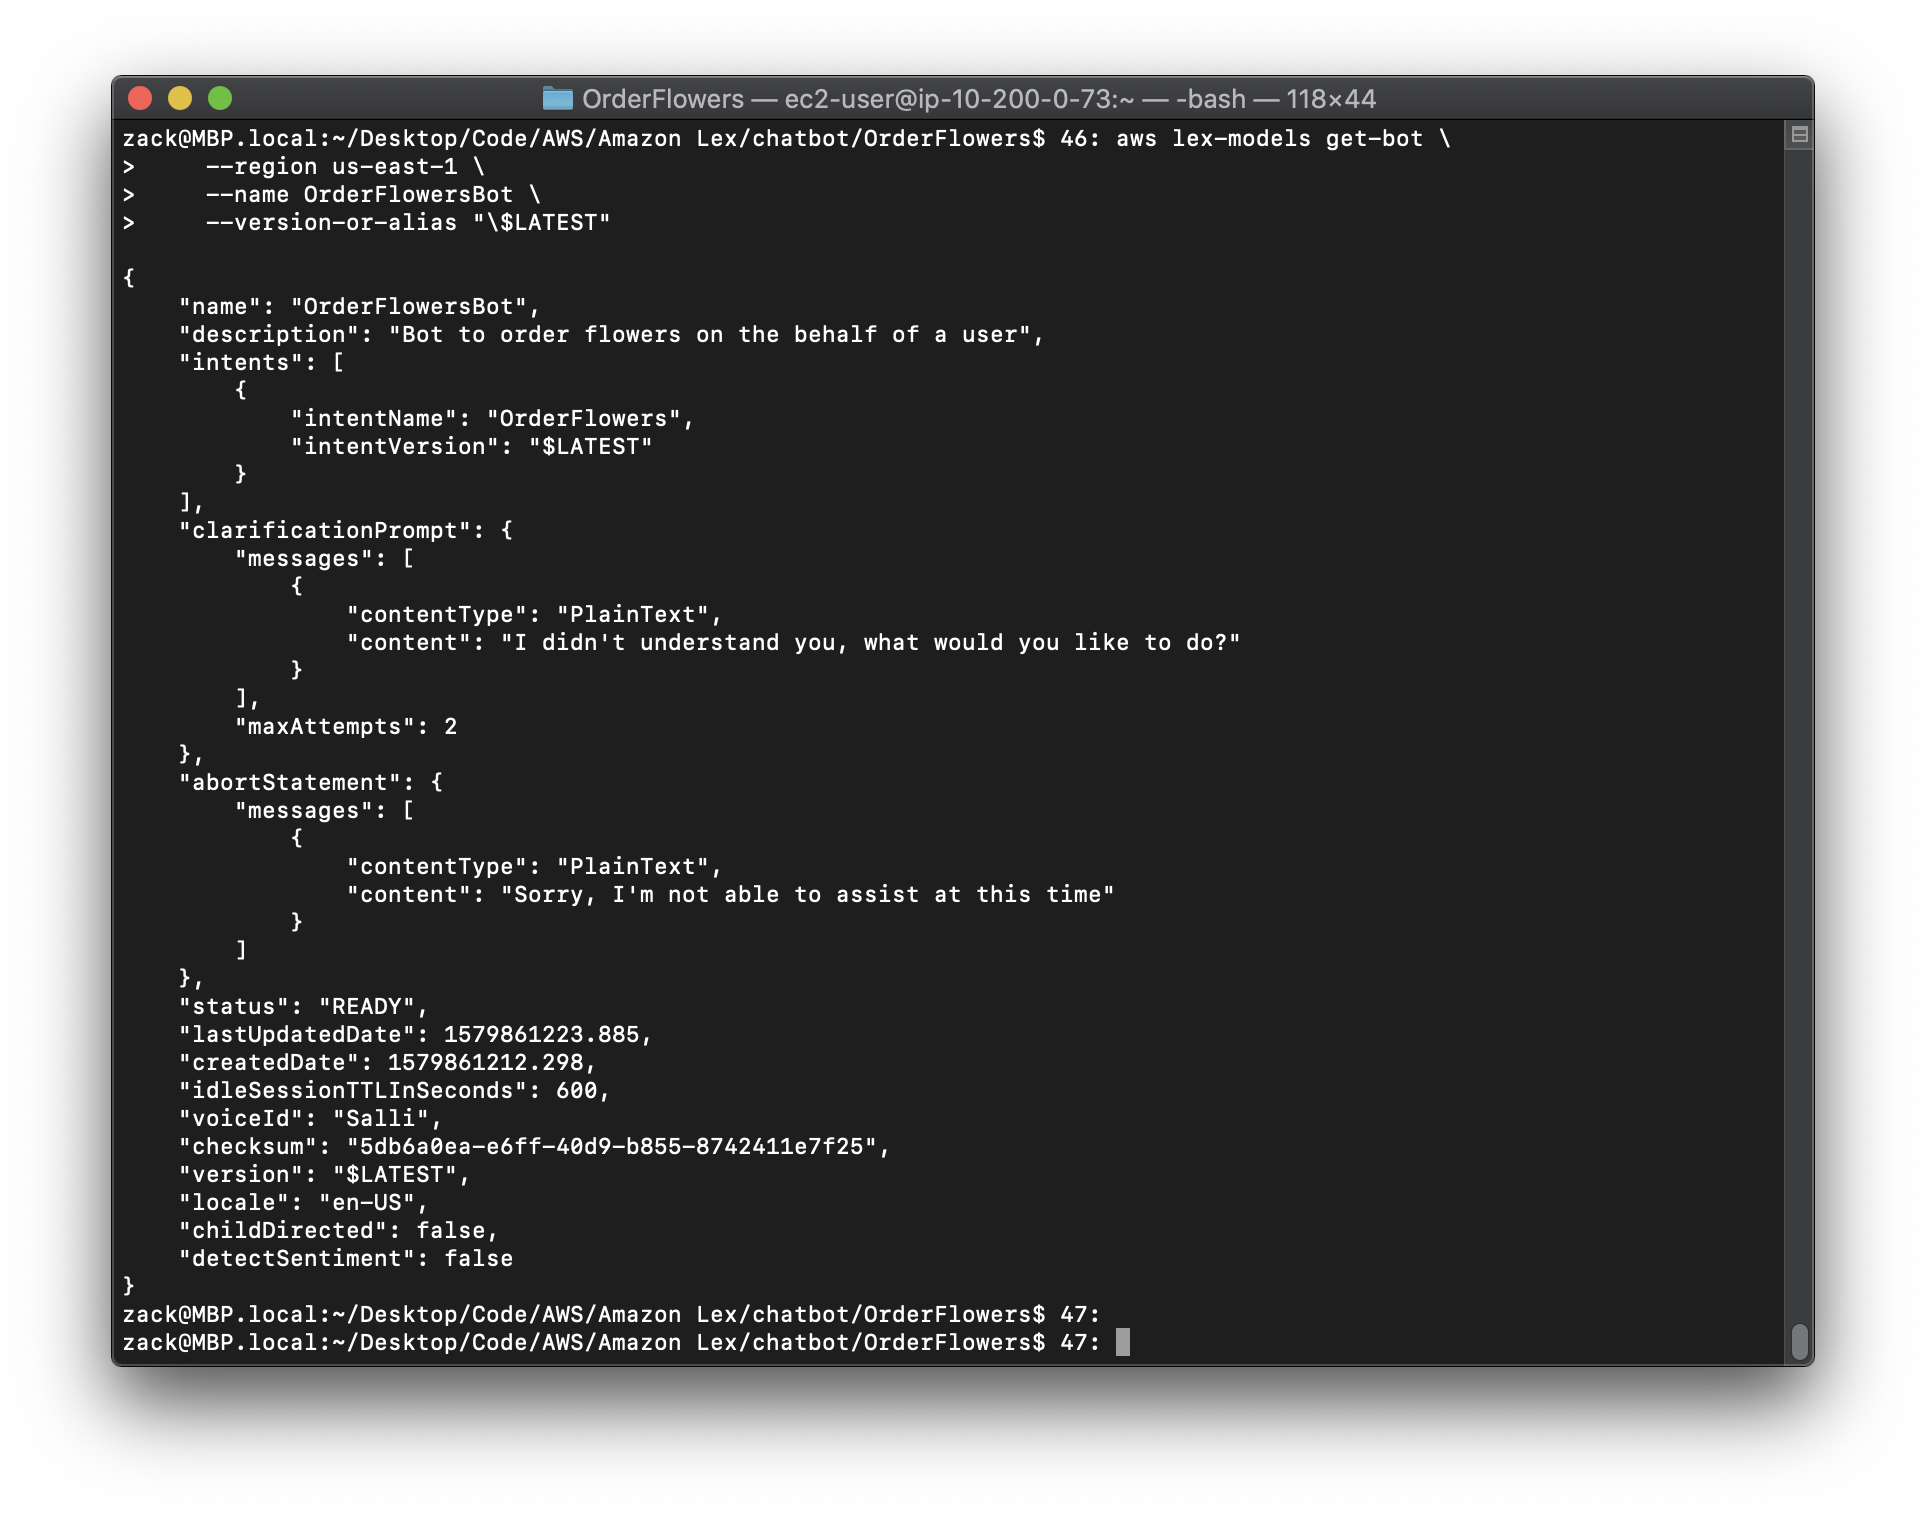 OrderFlowers — ec2-user@ip-10-200-0-73:~ — -bash — 118×44
zack@MBP.local:~/Desktop/Code/AWS/Amazon Lex/chatbot/OrderFlowers$ 46: aws lex-models get-bot \
>     --region us-east-1 \
>     --name OrderFlowersBot \
>     --version-or-alias "\$LATEST"

{
    "name": "OrderFlowersBot",
    "description": "Bot to order flowers on the behalf of a user",
    "intents": [
        {
            "intentName": "OrderFlowers",
            "intentVersion": "$LATEST"
        }
    ],
    "clarificationPrompt": {
        "messages": [
            {
                "contentType": "PlainText",
                "content": "I didn't understand you, what would you like to do?"
            }
        ],
        "maxAttempts": 2
    },
    "abortStatement": {
        "messages": [
            {
                "contentType": "PlainText",
                "content": "Sorry, I'm not able to assist at this time"
            }
        ]
    },
    "status": "READY",
    "lastUpdatedDate": 1579861223.885,
    "createdDate": 1579861212.298,
    "idleSessionTTLInSeconds": 600,
    "voiceId": "Salli",
    "checksum": "5db6a0ea-e6ff-40d9-b855-8742411e7f25",
    "version": "$LATEST",
    "locale": "en-US",
    "childDirected": false,
    "detectSentiment": false
}
zack@MBP.local:~/Desktop/Code/AWS/Amazon Lex/chatbot/OrderFlowers$ 47:
zack@MBP.local:~/Desktop/Code/AWS/Amazon Lex/chatbot/OrderFlowers$ 47: